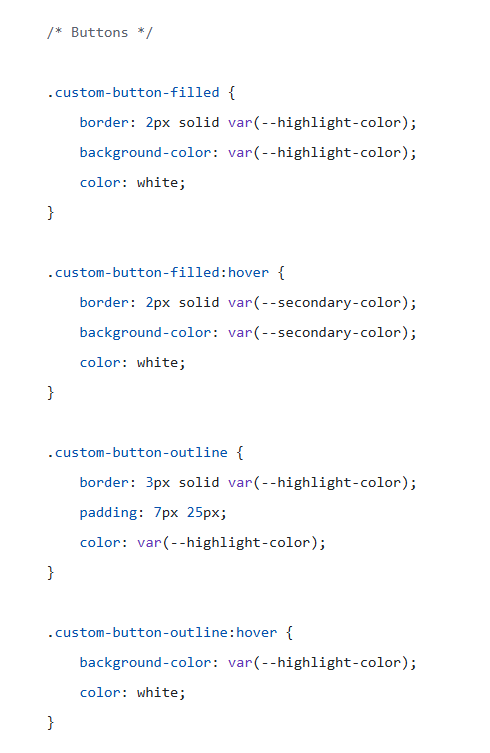 /* Buttons */
.custom-button-filled {
    border: 2px solid var(--highlight-color);
    background-color: var(--highlight-color);
    color: white;
}
.custom-button-filled:hover {
    border: 2px solid var(--secondary-color);
    background-color: var(--secondary-color);
    color: white;
}
.custom-button-outline {
    border: 3px solid var(--highlight-color);
    padding: 7px 25px;
    color: var(--highlight-color);
}
.custom-button-outline:hover {
    background-color: var(--highlight-color);
    color: white;
}